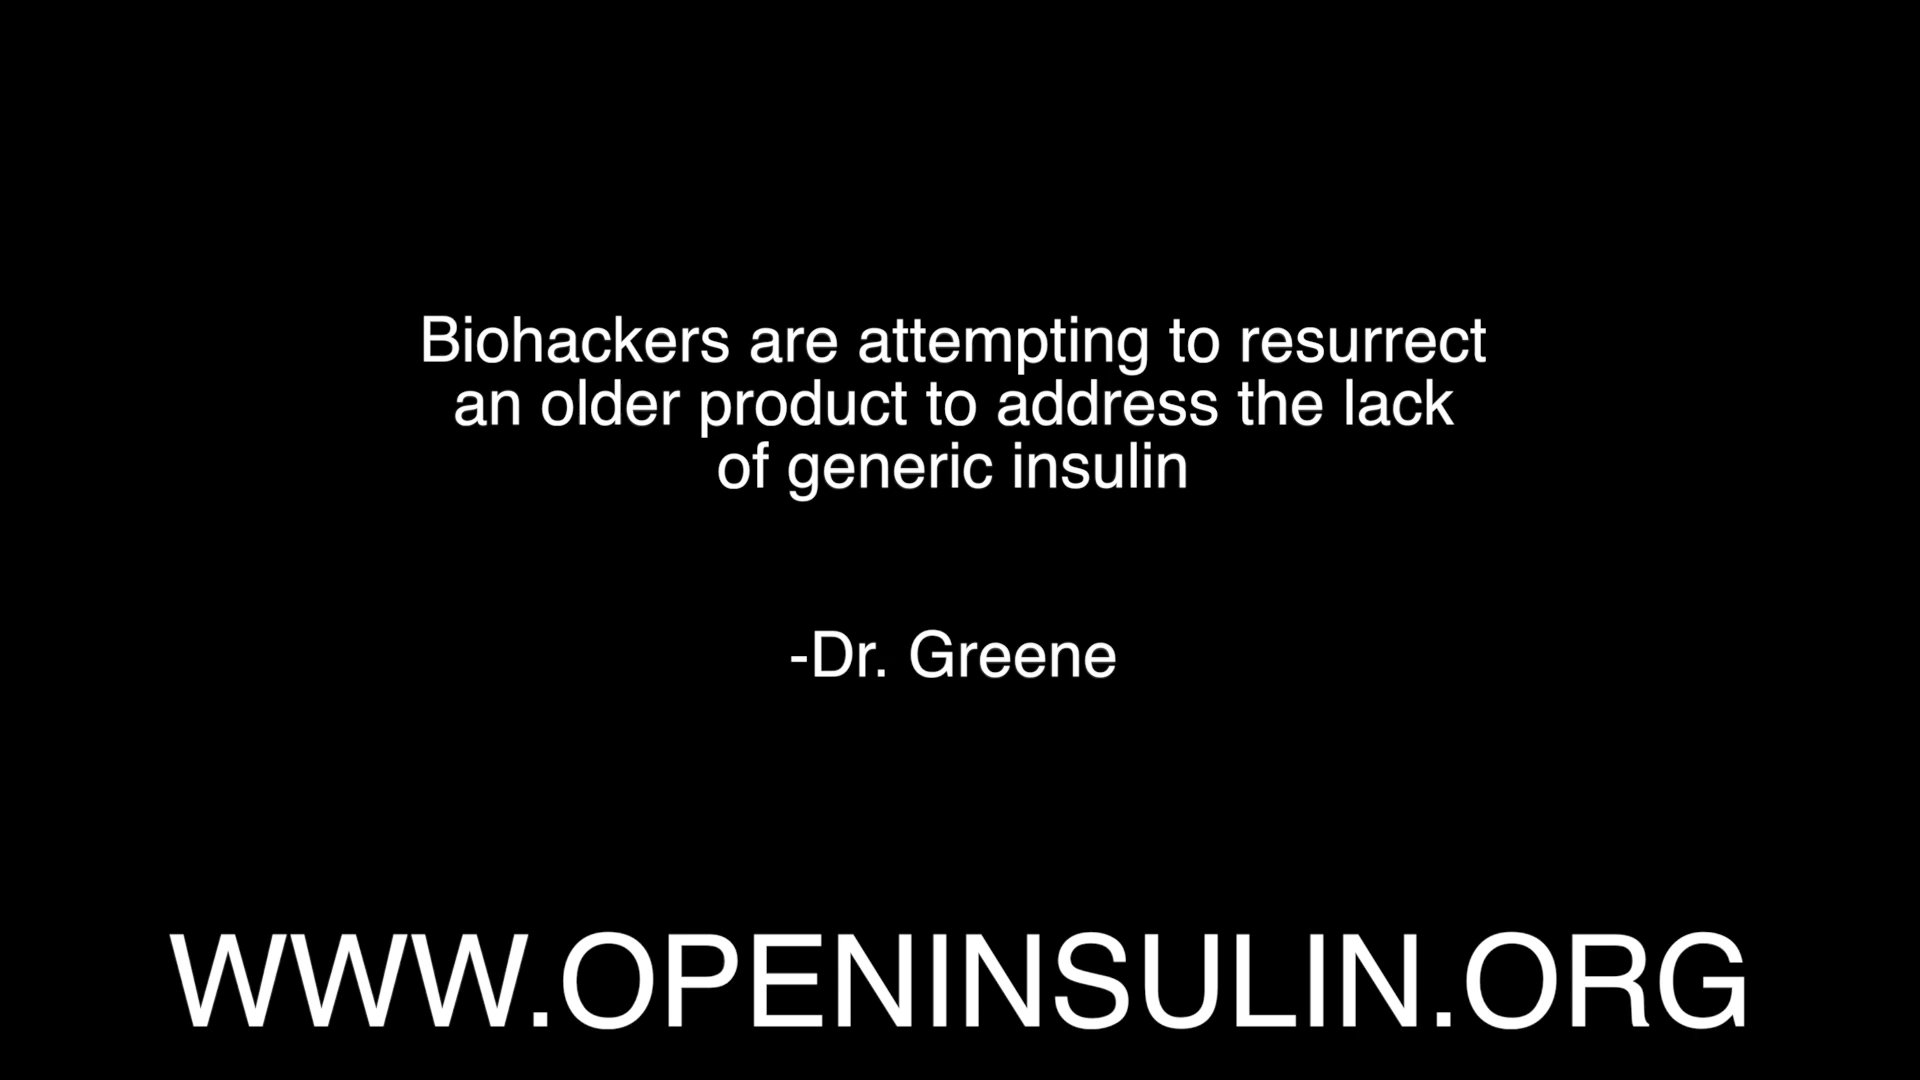 Biohackers are attempting to resurrect
an older product to address the lack
of generic insulin
-Dr. Greene
WWW.OPENINSULIN.ORG